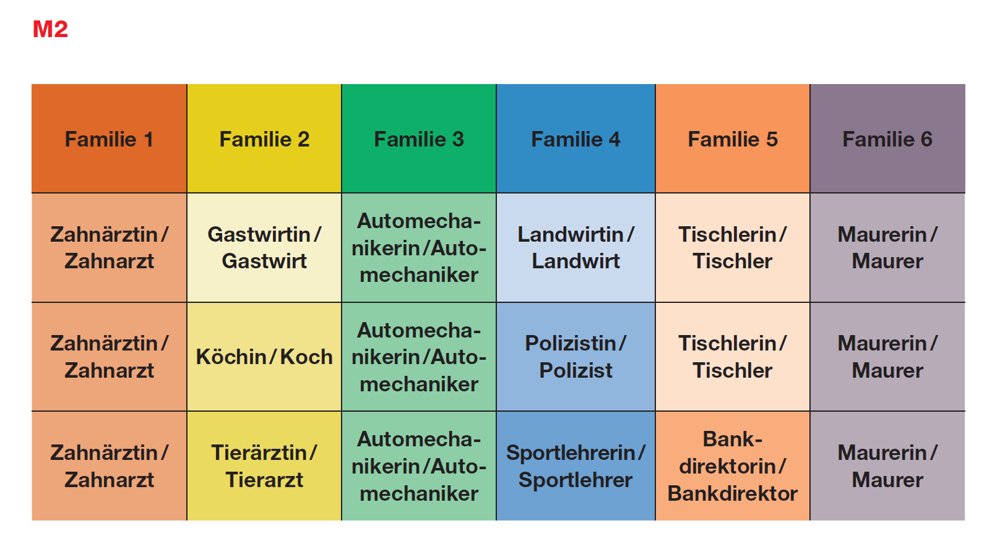 M2
Familie 1
Familie 2
Familie 3
Familie 4
Familie 5
Familie 6
Zahnärztin /
Zahnarzt
Gastwirtin /
Gastwirt
Automecha-
nikerin / Auto-
mechaniker
Landwirtin /
Landwirt
Tischlerin /
Tischler
Maurerin /
Maurer
Zahnärztin /
Zahnarzt
Köchin / Koch
Automecha-
nikerin / Auto-
mechaniker
Polizistin /
Polizist
Tischlerin /
Tischler
Maurerin /
Maurer
Zahnärztin /
Zahnarzt
Tierärztin /
Tierarzt
Automecha-
nikerin / Auto-
mechaniker
Sportlehrerin /
Sportlehrer
Bank-
direktorin /
Bankdirektor
Maurerin /
Maurer